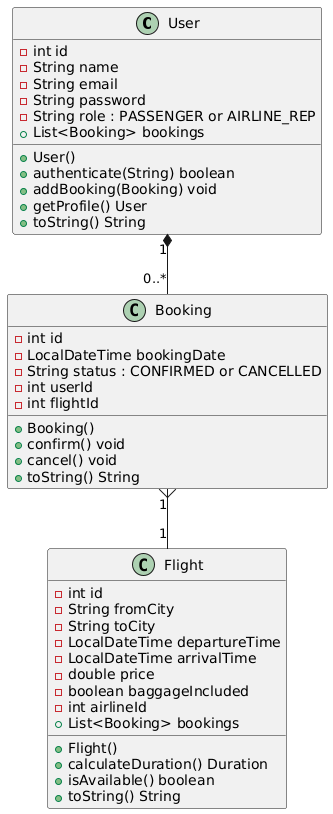 C User
int id
String name
String email
String password
String role : PASSENGER or AIRLINE_REP
List<Booking> bookings
User()
authenticate(String) boolean
addBooking(Booking) void
getProfile() User
toString() String
1
0..*
C Booking
int id
LocalDateTime bookingDate
String status : CONFIRMED or CANCELLED
int userId
int flightId
Booking()
confirm() void
cancel() void
toString() String
1
1
C Flight
int id
String fromCity
String toCity
LocalDateTime departureTime
LocalDateTime arrivalTime
double price
boolean baggageIncluded
int airlineId
List<Booking> bookings
Flight()
calculateDuration() Duration
isAvailable() boolean
toString() String